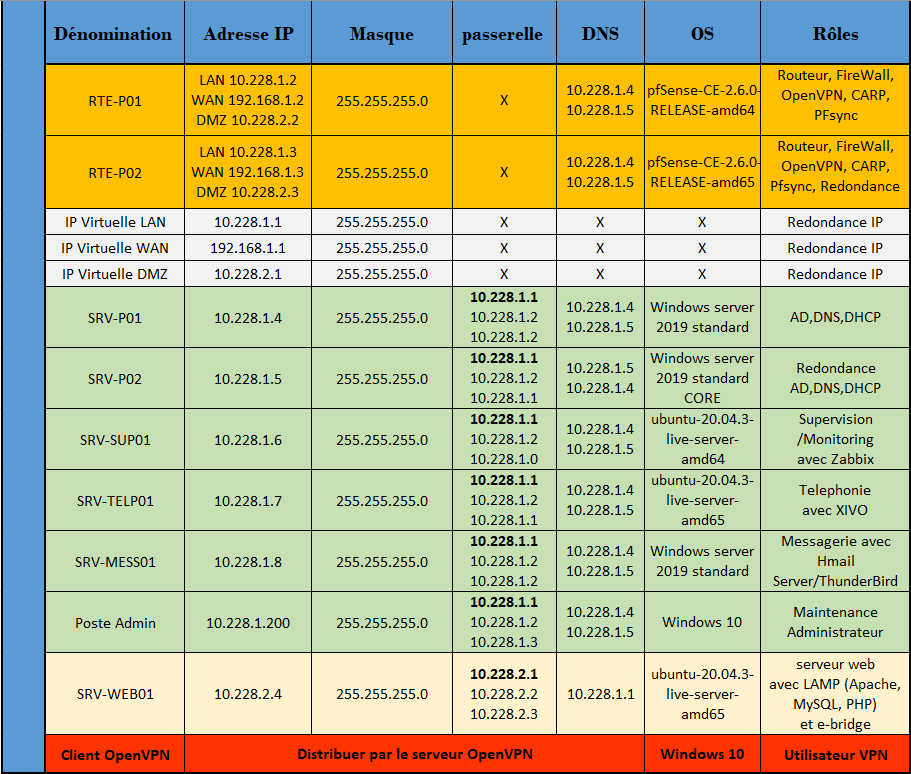 Dénomination Adresse IP Masque passerelle DNS OS Rôles
RTE-P01
LAN 10.228.1.2
WAN 192.168.1.2
DMZ 10.228.2.2
255.255.255.0
X
10.228.1.4
10.228.1.5
pfSense-CE-2.6.0-
RELEASE-amd64
Routeur, FireWall,
OpenVPN, CARP,
PFsync
RTE-P02
LAN 10.228.1.3
WAN 192.168.1.3
DMZ 10.228.2.3
255.255.255.0
X
10.228.1.4
10.228.1.5
pfSense-CE-2.6.0-
RELEASE-amd65
Routeur, FireWall,
OpenVPN, CARP,
Pfsync, Redondance
IP Virtuelle LAN 10.228.1.1 255.255.255.0 X X X Redondance IP
IP Virtuelle WAN 192.168.1.1 255.255.255.0 X X X Redondance IP
IP Virtuelle DMZ 10.228.2.1 255.255.255.0 X X X Redondance IP
SRV-P01
10.228.1.4
255.255.255.0
10.228.1.1
10.228.1.2
10.228.1.2
10.228.1.4
10.228.1.5
Windows server
2019 standard
AD,DNS,DHCP
SRV-P02
10.228.1.5
255.255.255.0
10.228.1.1
10.228.1.2
10.228.1.1
10.228.1.5
10.228.1.4
Windows server
2019 standard
CORE
Redondance
AD,DNS,DHCP
SRV-SUP01
10.228.1.6
255.255.255.0
10.228.1.1
10.228.1.2
10.228.1.0
10.228.1.4
10.228.1.5
ubuntu-20.04.3-
live-server-
amd64
Supervision
/Monitoring
avec Zabbix
SRV-TELP01
10.228.1.7
255.255.255.0
10.228.1.1
10.228.1.2
10.228.1.1
10.228.1.4
10.228.1.5
ubuntu-20.04.3-
live-server-
amd65
Telephonie
avec XIVO
SRV-MESS01
10.228.1.8
255.255.255.0
10.228.1.1
10.228.1.2
10.228.1.2
10.228.1.4
10.228.1.5
Windows server
2019 standard
Messagerie avec
Hmail
Server/ThunderBird
Poste Admin
10.228.1.200
255.255.255.0
10.228.1.1
10.228.1.2
10.228.1.3
10.228.1.4
10.228.1.5
Windows 10
Maintenance
Administrateur
SRV-WEB01
10.228.2.4
255.255.255.0
10.228.2.1
10.228.2.2
10.228.2.3
10.228.1.1
ubuntu-20.04.3-
live-server-
amd65
serveur web
avec LAMP (Apache,
MySQL, PHP)
et e-bridge
Client OpenVPN Distribuer par le serveur OpenVPN Windows 10 Utilisateur VPN